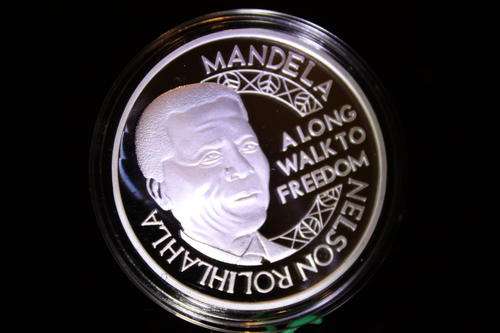 MANDELA
A LONG
WALK TO
FREEDOM
NELSON ROLIHLAHLA